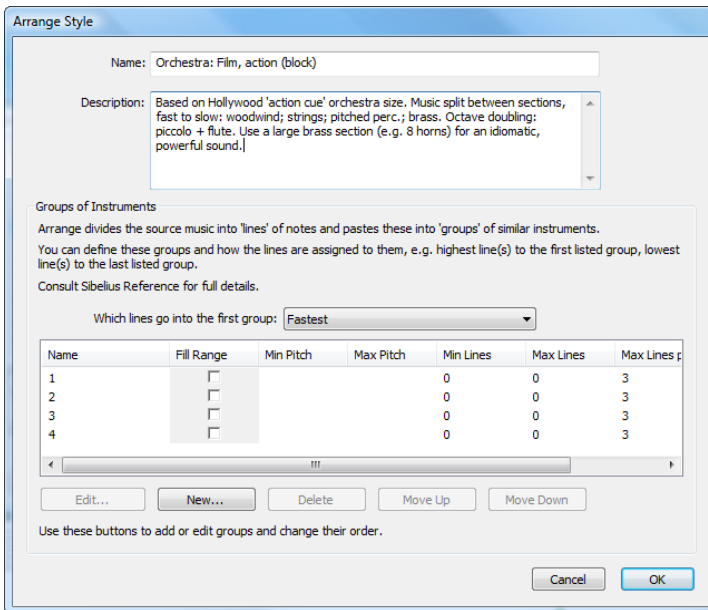 Arrange Style
Name: Orchestra: Film, action (block)
Description: Based on Hollywood 'action cue' orchestra size. Music split between sections,
fast to slow: woodwind; strings; pitched perc.; brass. Octave doubling:
piccolo + flute. Use a large brass section (e.g. 8 horns) for an idiomatic,
powerful sound.
Groups of Instruments
Arrange divides the source music into 'lines' of notes and pastes these into 'groups' of similar instruments.
You can define these groups and how the lines are assigned to them, e.g. highest line(s) to the first listed group, lowest
line(s) to the last listed group.
Consult Sibelius Reference for full details.
Which lines go into the first group: Fastest
Name Fill Range Min Pitch Max Pitch Min Lines Max Lines Max Lines p
1 0 0 3
2 0 0 3
3 0 0 3
4 0 0 3
Edit... New... Delete Move Up Move Down
Use these buttons to add or edit groups and change their order.
Cancel OK